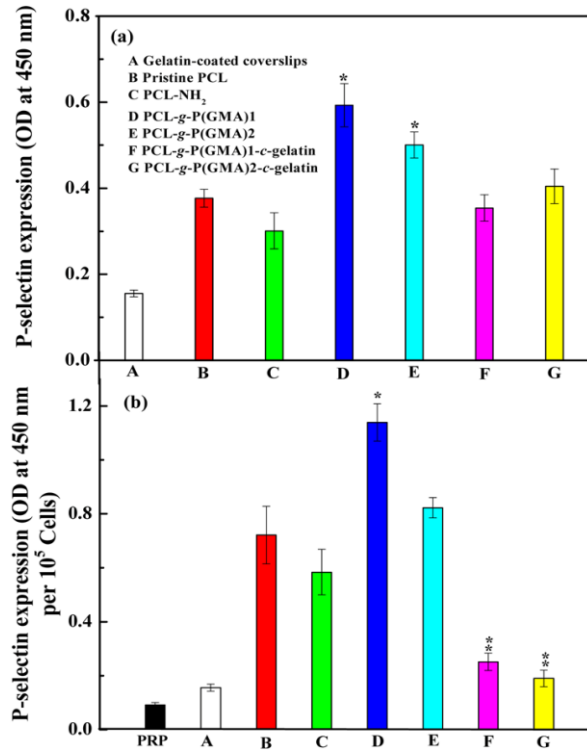 (a)
A Gelatin-coated coverslips
B Pristine PCL
C PCL-NH2
D PCL-g-P(GMA)1
E PCL-g-P(GMA)2
F PCL-g-P(GMA)1-c-gelatin
G PCL-g-P(GMA)2-c-gelatin
P-selectin expression (OD at 450 nm)
0.8
0.6
0.4
0.2
0.0
* *
A B C D E F G
(b)
P-selectin expression (OD at 450 nm
per 10^5 Cells)
1.2
0.8
0.4
0.0
* ** **
PRP A B C D E F G